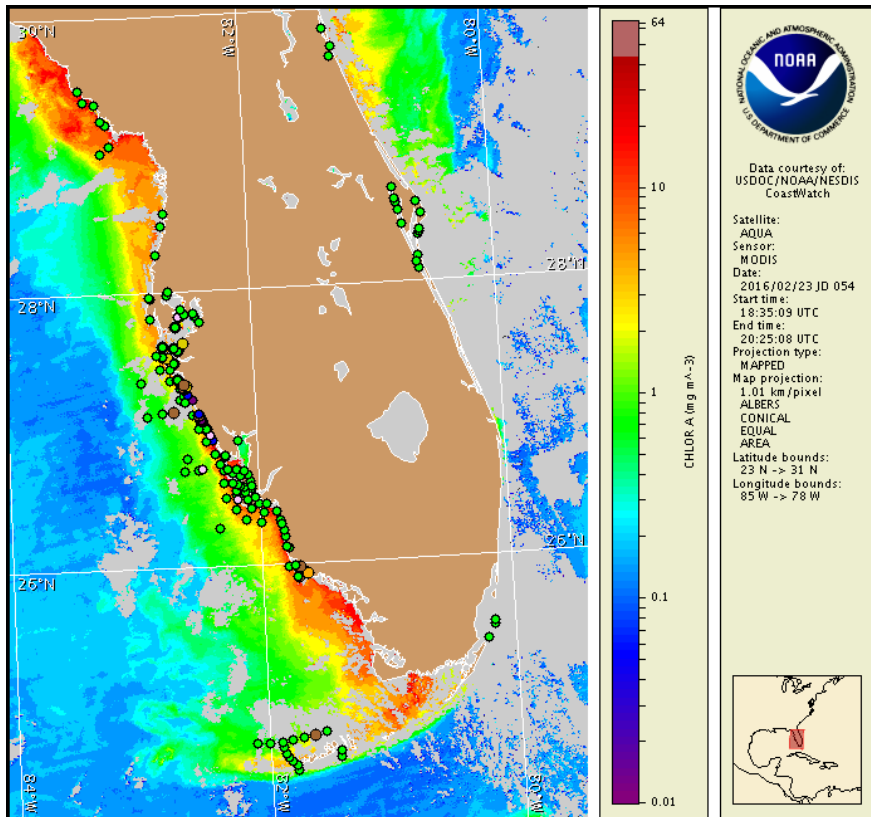 30°N
82°W
80°W
28°N
28°N
26°N
26°N
84°W
82°W
80°W
64
10
1
0.1
0.01
CHLOR A (mg m^-3)
NATIONAL OCEANIC AND ATMOSPHERIC ADMINISTRATION
NOAA
U.S. DEPARTMENT OF COMMERCE
Data courtesy of:
USDOC/NOAA/NESDIS
CoastWatch
Satellite:
AQUA
Sensor:
MODIS
Date:
2016/02/23 JD 054
Start time:
18:35:09 UTC
End time:
20:25:08 UTC
Projection type:
MAPPED
Map projection:
1.01 km/pixel
ALBERS
CONICAL
EQUAL
AREA
Latitude bounds:
23 N -> 31 N
Longitude bounds:
85 W -> 78 W